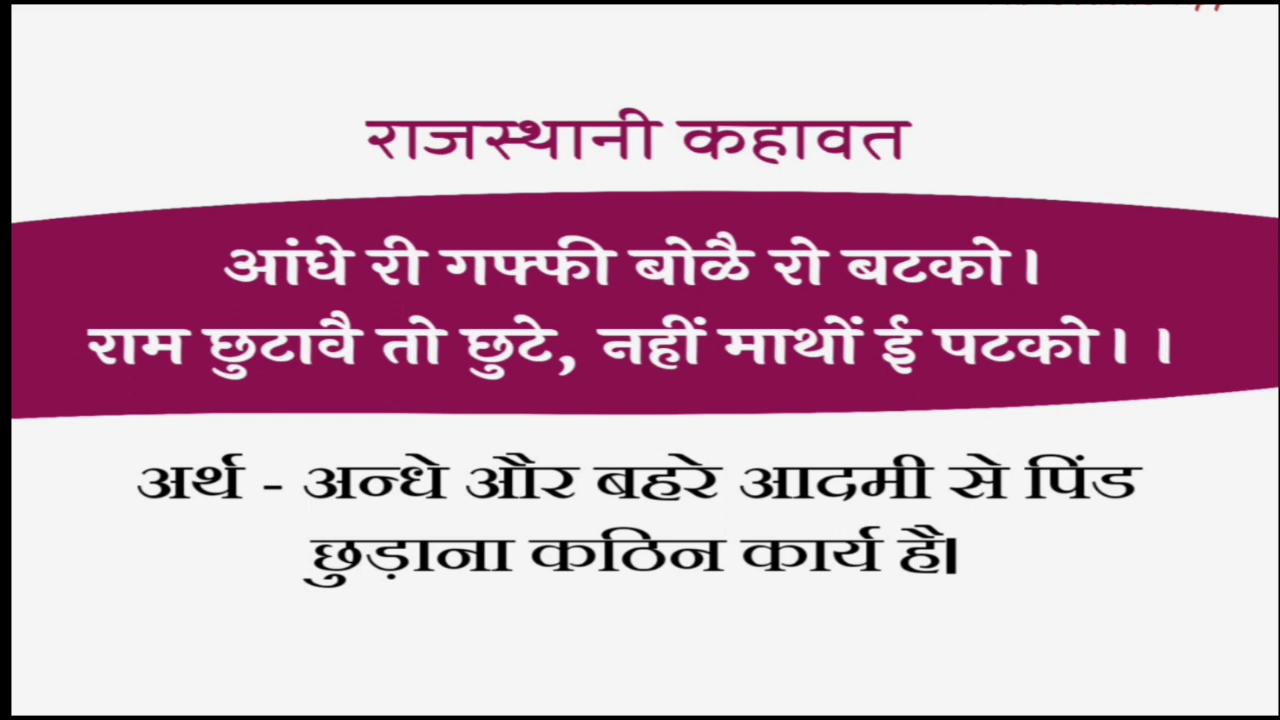 राजस्थानी कहावत
आंधे री गफ्फी बोळै रो बटको।
राम छुटावै तो छुटे, नहीं माथों ई पटको।।
अर्थ - अन्धे और बहरे आदमी से पिंड
छुड़ाना कठिन कार्य है।